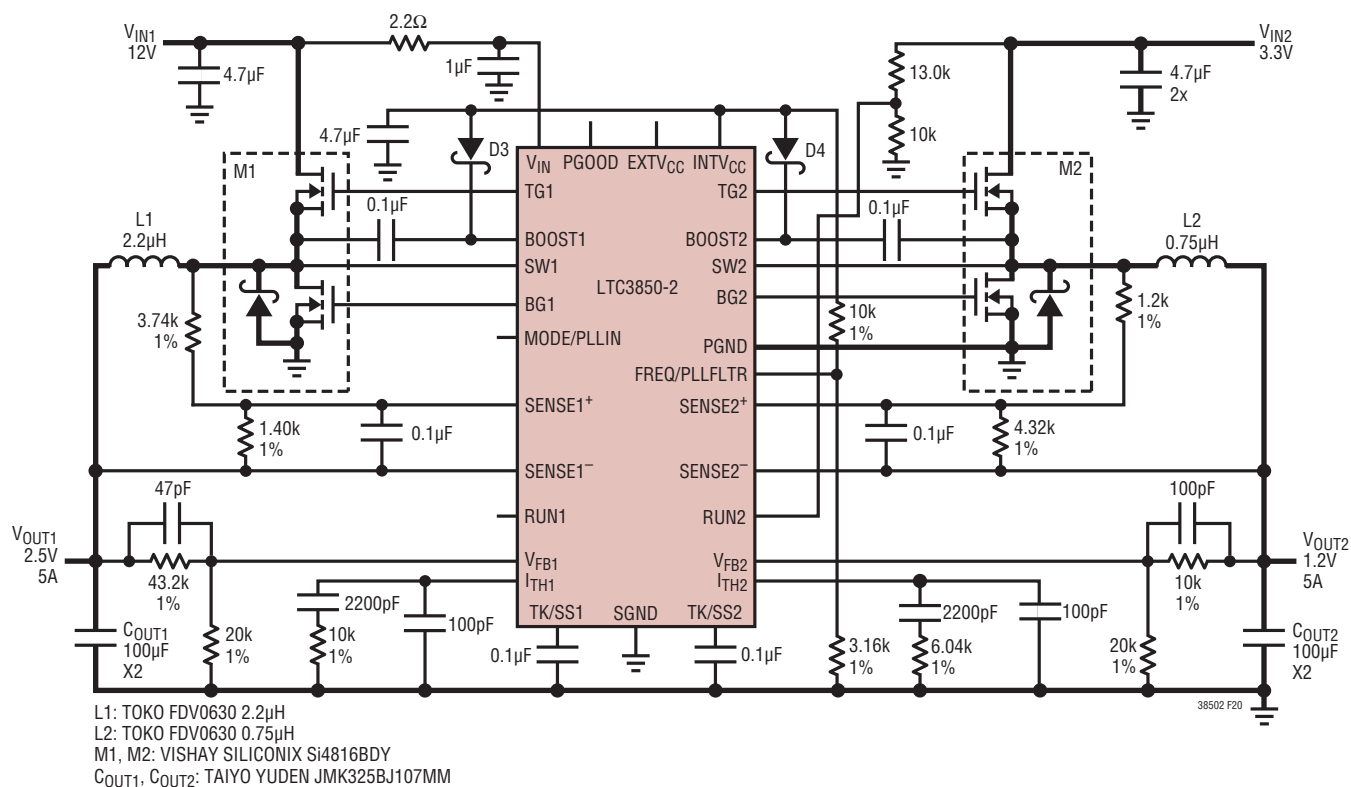 VIN1
12V
2.2Ω
VIN2
3.3V
4.7µF
1µF
13.0k
4.7µF
2x
4.7µF
10k
D3
D4
M1
M2
VIN
PGOOD
EXTVCC
INTVCC
TG1
TG2
0.1µF
0.1µF
L1
2.2µH
L2
0.75µH
BOOST1
BOOST2
SW1
SW2
LTC3850-2
BG1
BG2
3.74k
1%
10k
1%
1.2k
1%
MODE/PLLIN
PGND
FREQ/PLLFLTR
SENSE1+
SENSE2+
1.40k
1%
0.1µF
0.1µF
4.32k
1%
SENSE1–
SENSE2–
47pF
100pF
RUN1
RUN2
VOUT1
2.5V
5A
VOUT2
1.2V
5A
43.2k
1%
10k
1%
VFB1
VFB2
ITH1
ITH2
2200pF
100pF
2200pF
100pF
TK/SS1
SGND
TK/SS2
COUT1
100µF
X2
20k
1%
10k
1%
0.1µF
0.1µF
3.16k
1%
6.04k
1%
20k
1%
COUT2
100µF
X2
38502 F20
L1: TOKO FDV0630 2.2µH
L2: TOKO FDV0630 0.75µH
M1, M2: VISHAY SILICONIX Si4816BDY
COUT1, COUT2: TAIYO YUDEN JMK325BJ107MM